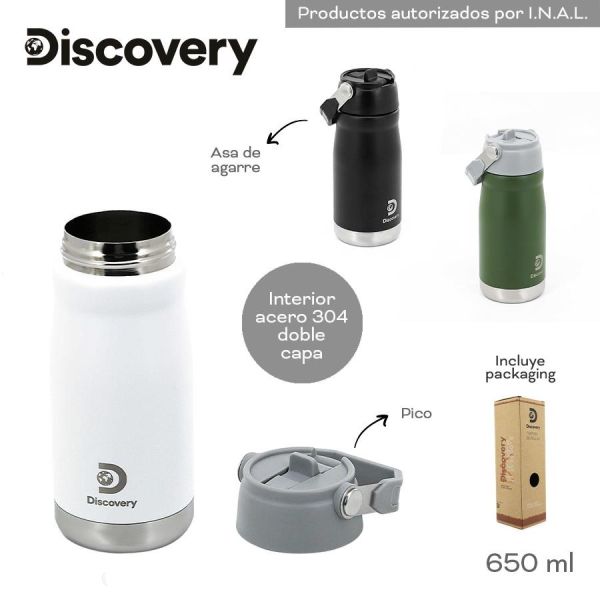 Productos autorizados por I.N.A.L.
Discovery
Asa de
agarre
Discovery
Discovery
Interior
acero 304
doble
capa
Incluye
packaging
Discovery
Pico
Discovery
650 ml